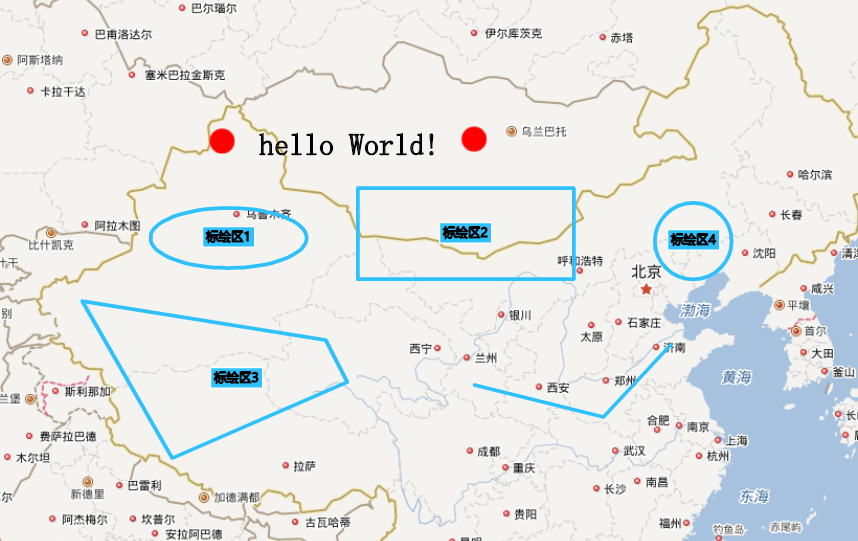 巴尔瑙尔
巴甫洛达尔
伊尔库茨克
赤塔
阿斯塔纳
塞米巴拉金斯克
卡拉干达
乌兰巴托
hello World!
哈尔滨
乌鲁木齐
长春
阿拉木图
标绘区1
标绘区2
标绘区4
比什凯克
沈阳
清津
什干
呼和浩特
北京
咸兴
平壤
渤海
别
银川
石家庄
首尔
太原
西宁
济南
大田
兰州
釜山
标绘区3
西安
郑州
黄海
斯利那加
兰堡
合肥
南京
费萨拉巴德
上海
木尔坦
成都
武汉
杭州
拉萨
重庆
巴雷利
南昌
新德里
加德满都
长沙
东海
贵阳
阿杰梅尔
坎普尔
古瓦哈蒂
福州
钓鱼岛
赤尾屿
安拉阿巴德
昆明